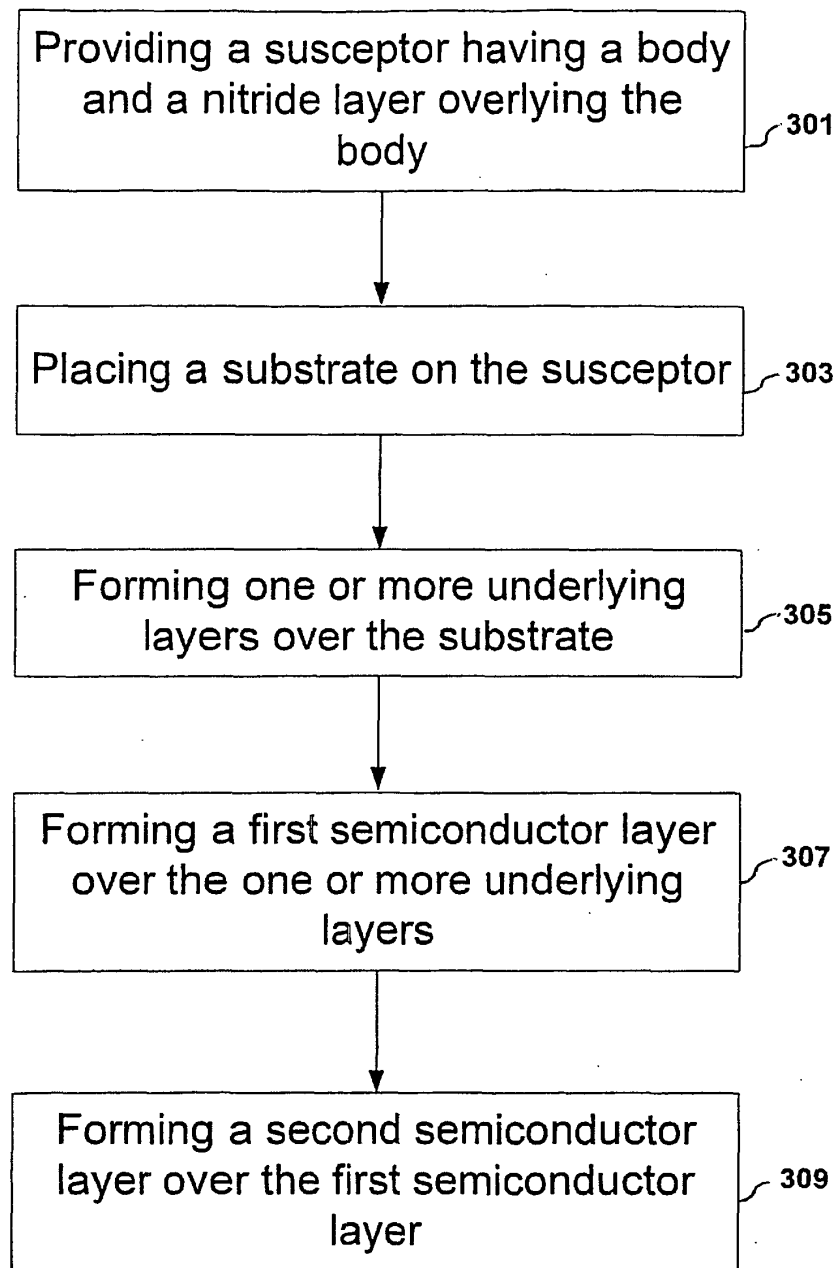 Providing a susceptor having a body
and a nitride layer overlying the
body
301
Placing a substrate on the susceptor
303
Forming one or more underlying
layers over the substrate
305
Forming a first semiconductor layer
over the one or more underlying
layers
307
Forming a second semiconductor
layer over the first semiconductor
layer
309